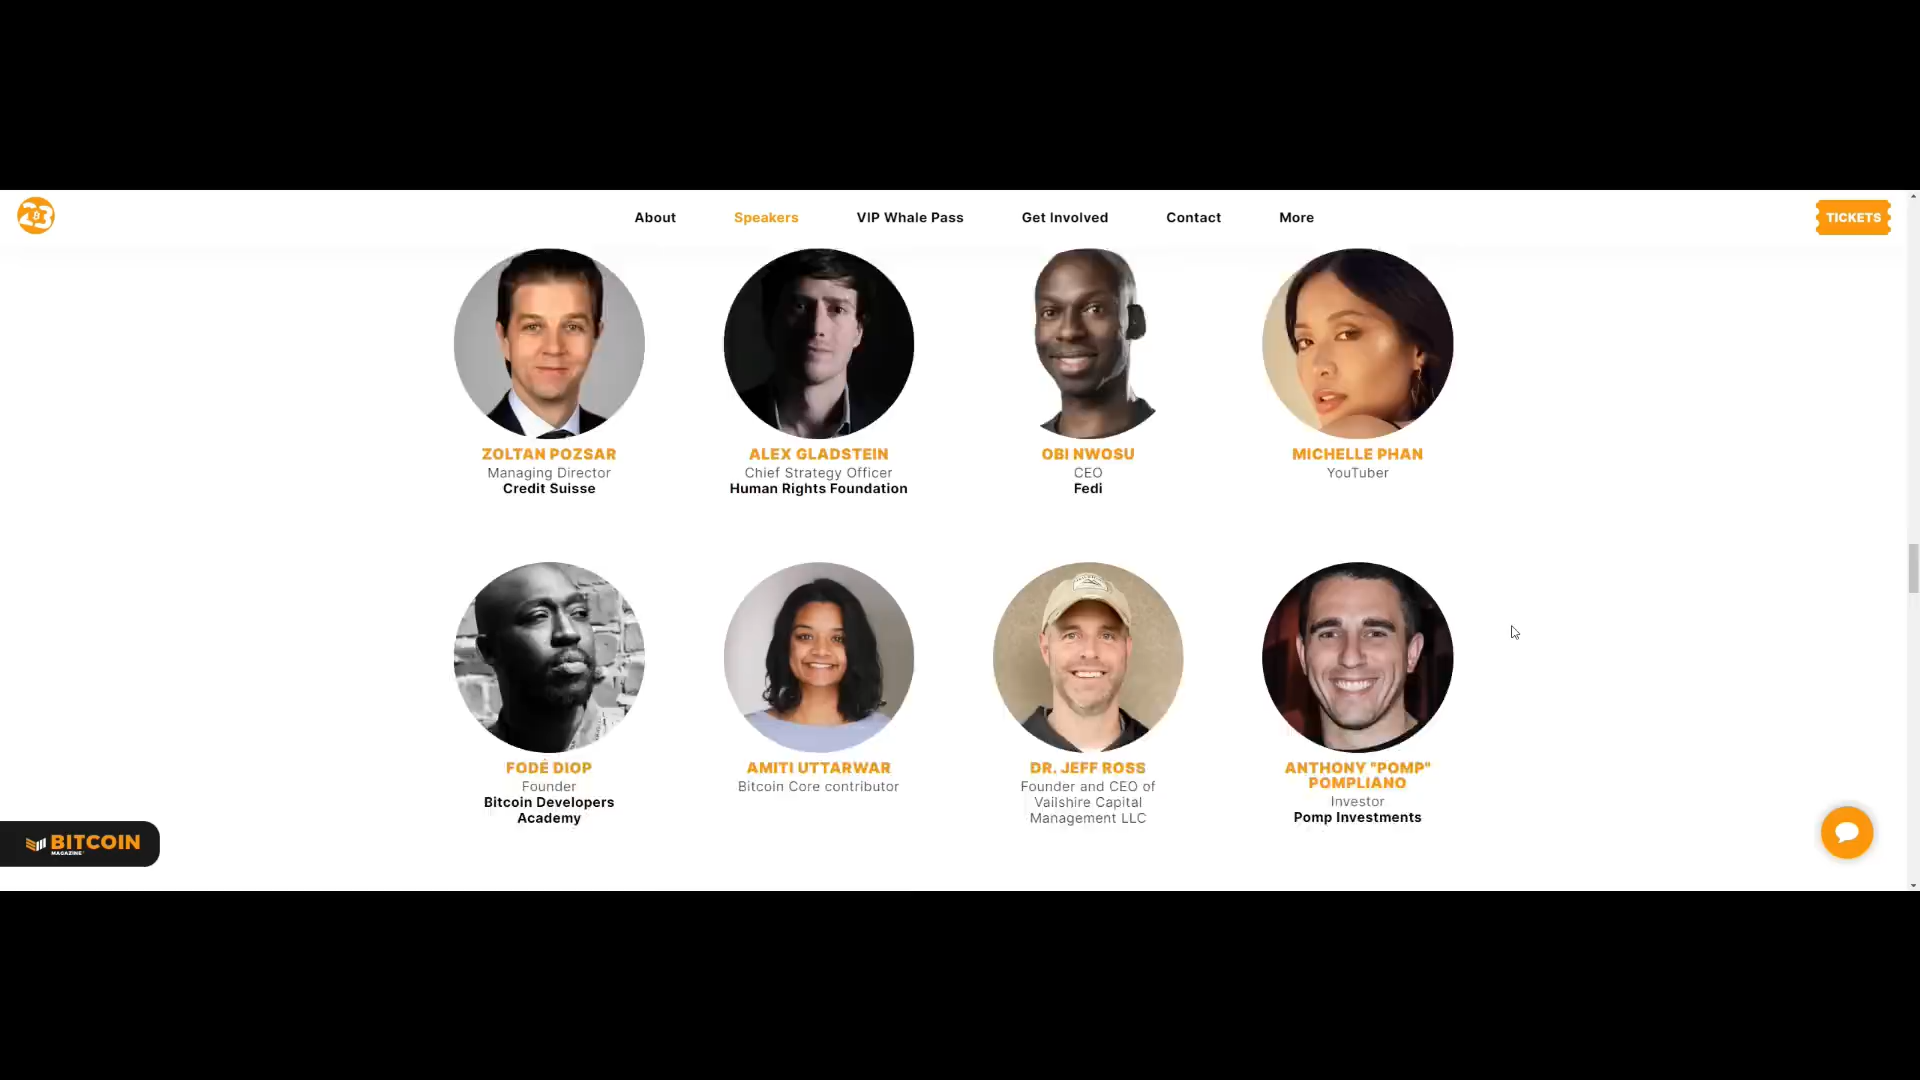 23
About
Speakers
VIP Whale Pass
Get Involved
Contact
More
TICKETS
ZOLTAN POZSAR
Managing Director
Credit Suisse
ALEX GLADSTEIN
Chief Strategy Officer
Human Rights Foundation
OBI NWOSU
CEO
Fedi
MICHELLE PHAN
YouTuber
FODÉ DIOP
Founder
Bitcoin Developers
Academy
AMITI UTTARWAR
Bitcoin Core contributor
DR. JEFF ROSS
Founder and CEO of
Vailshire Capital
Management LLC
ANTHONY "POMP"
POMPLIANO
Investor
Pomp Investments
BITCOIN
MAGAZINE